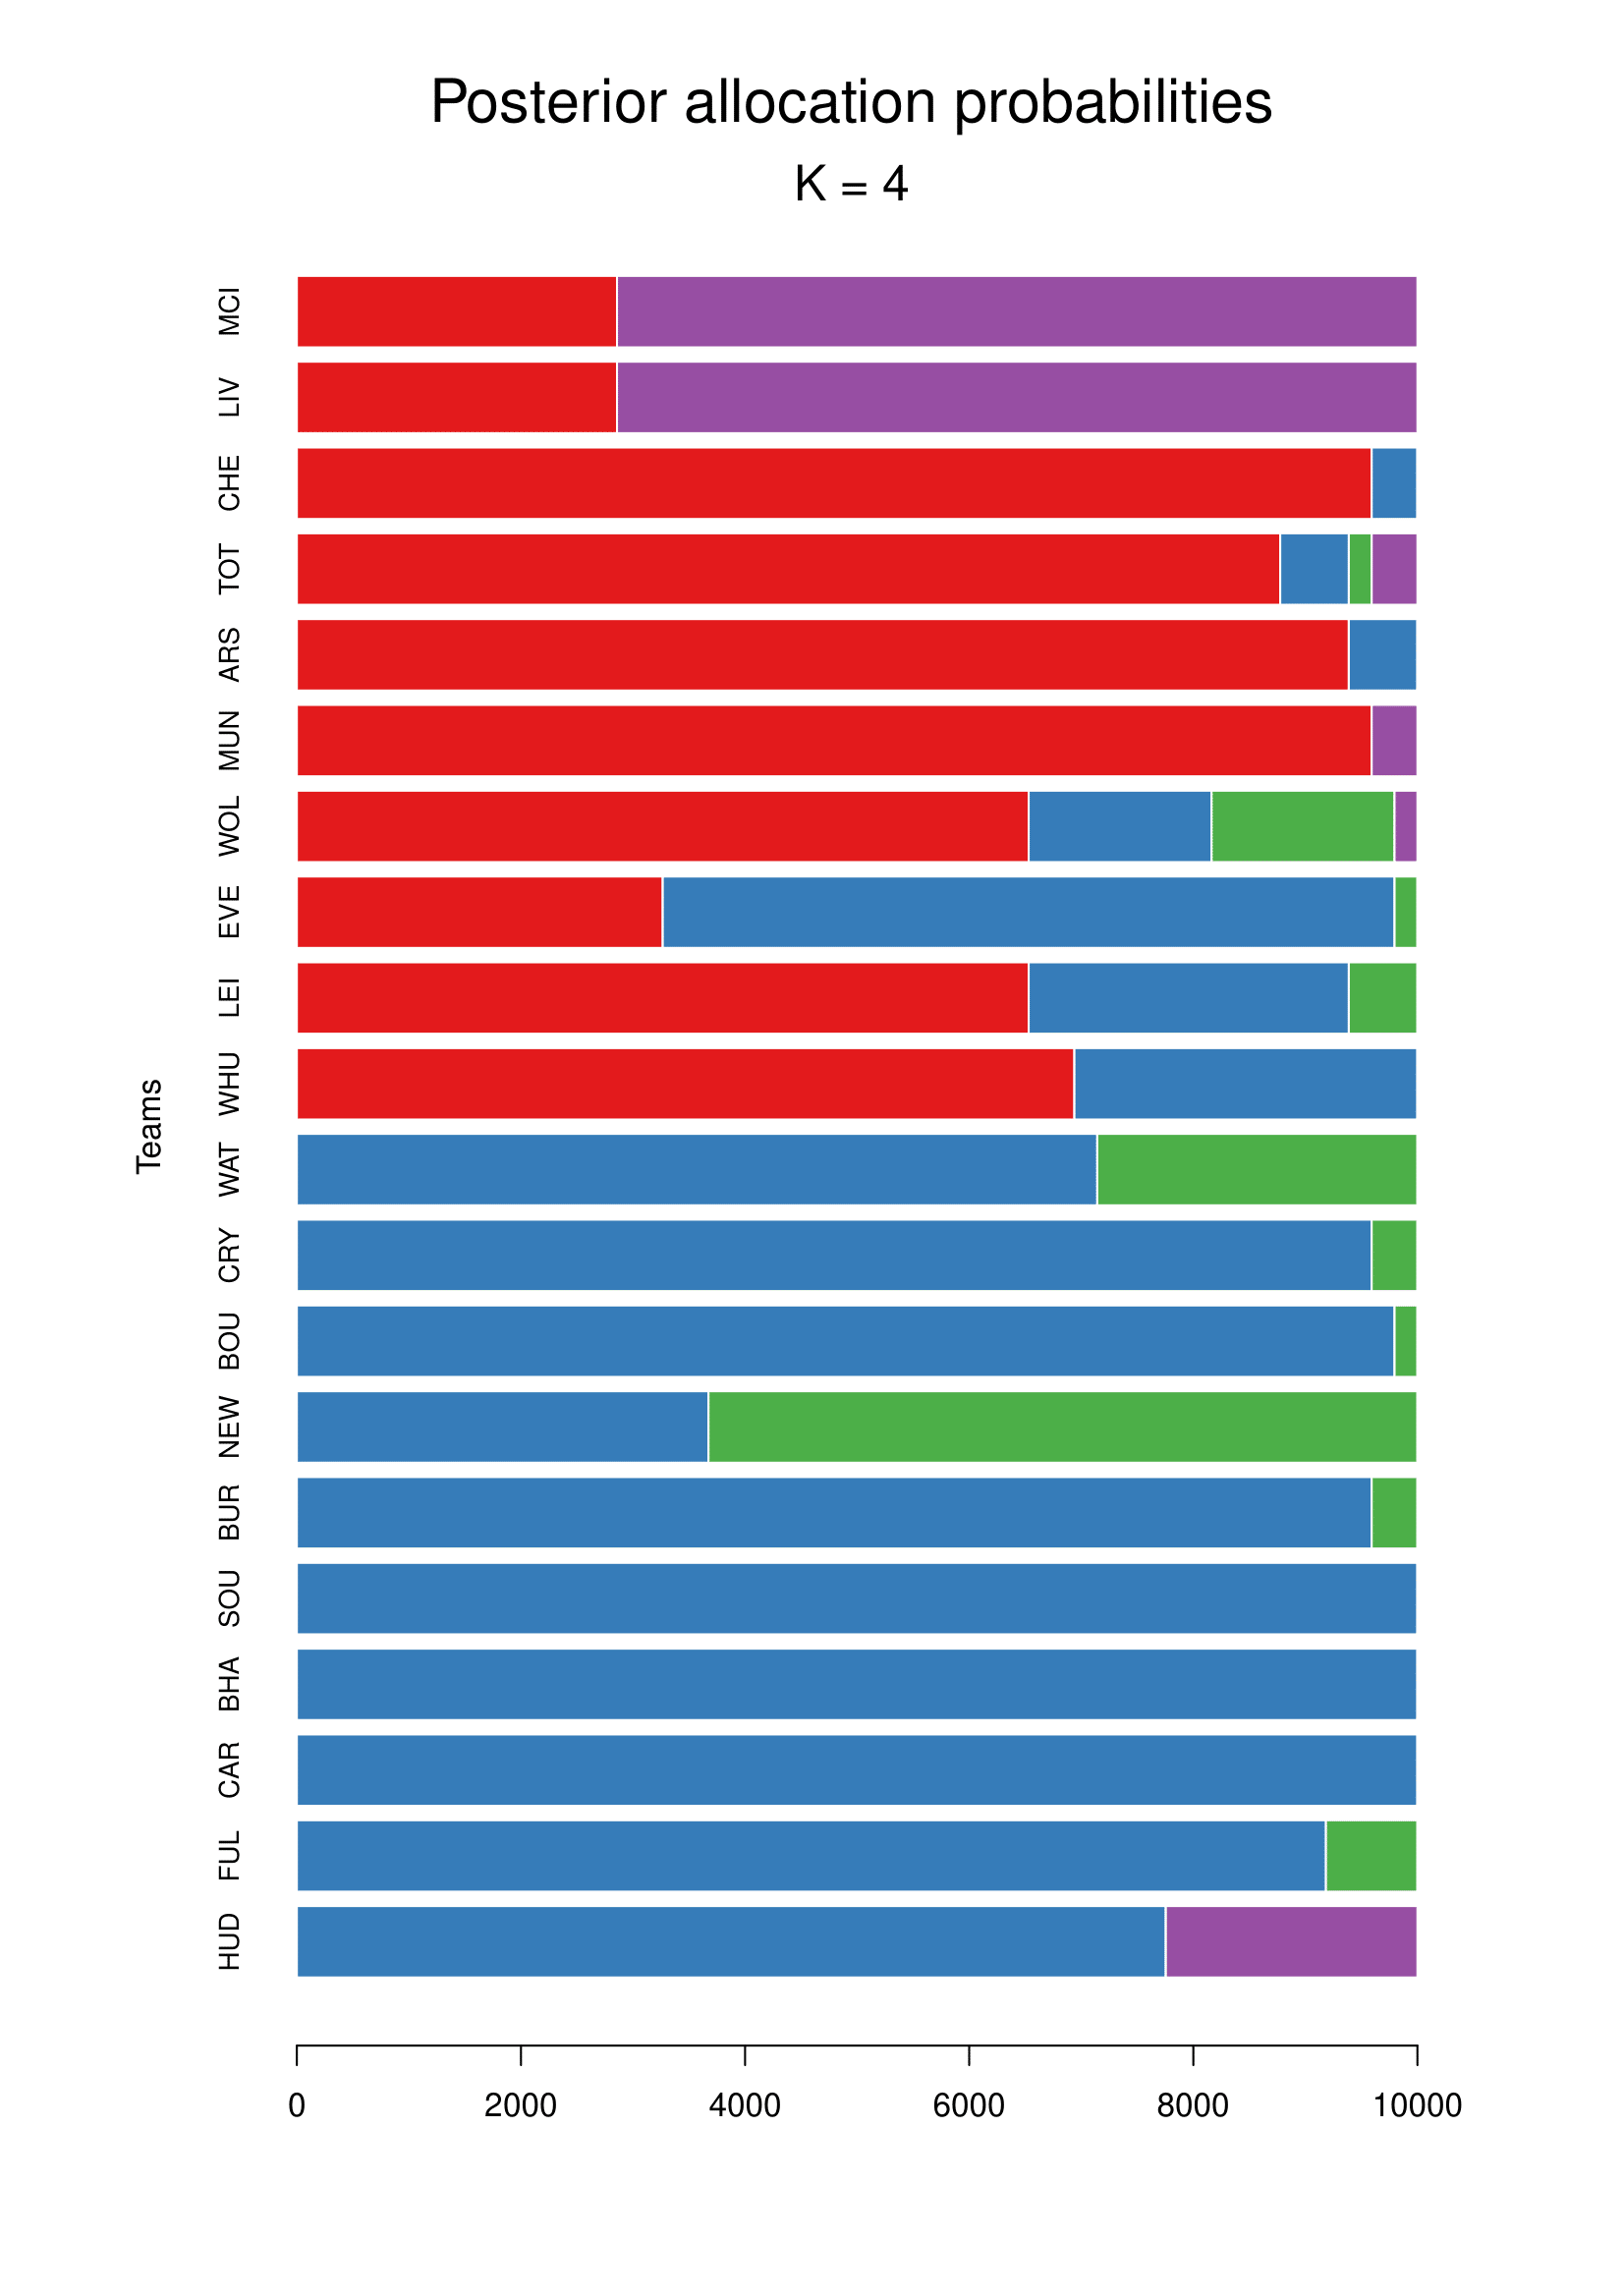 Posterior allocation probabilities
K = 4
Teams
MCI
LIV
CHE
TOT
ARS
MUN
WOL
EVE
LEI
WHU
WAT
CRY
BOU
NEW
BUR
SOU
BHA
CAR
FUL
HUD
0 2000 4000 6000 8000 10000